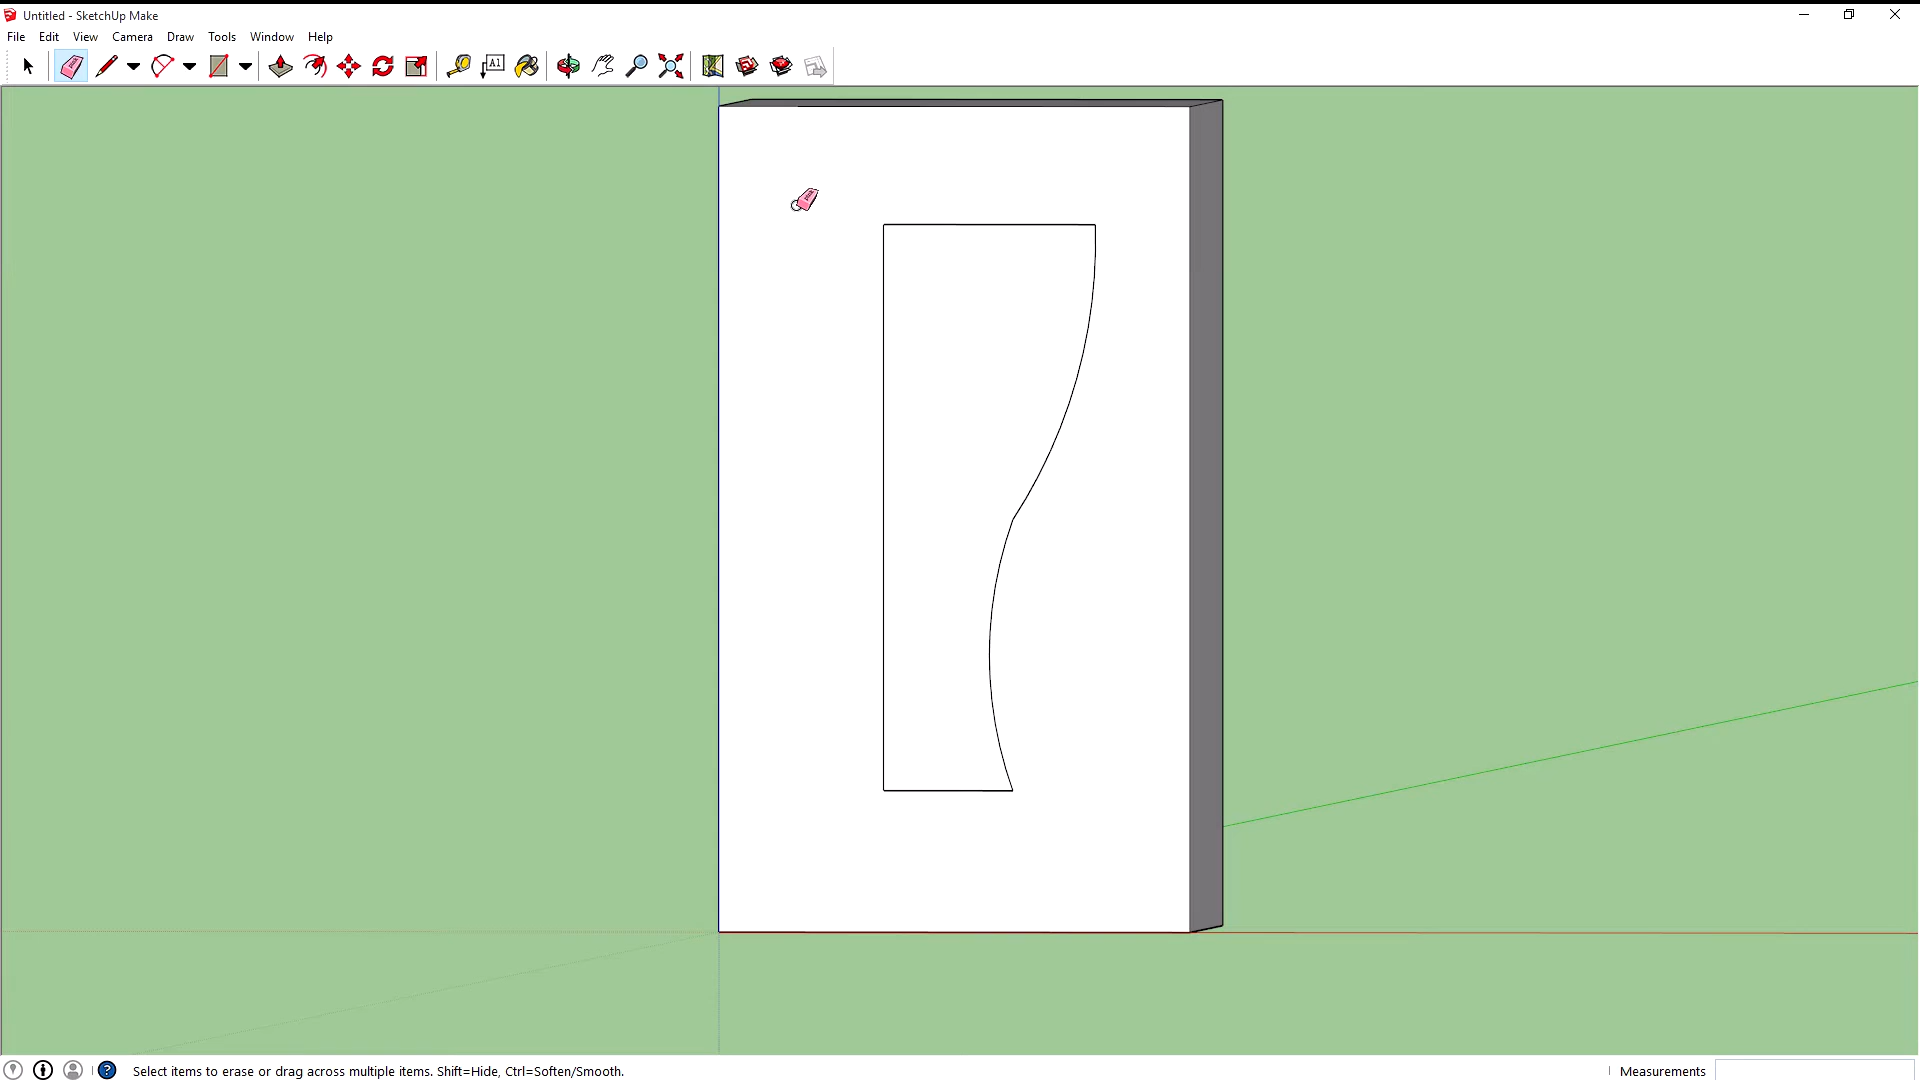 Untitled - SketchUp Make
File Edit View Camera Draw Tools Window Help
A1
Select items to erase or drag across multiple items. Shift=Hide, Ctrl=Soften/Smooth.
Measurements